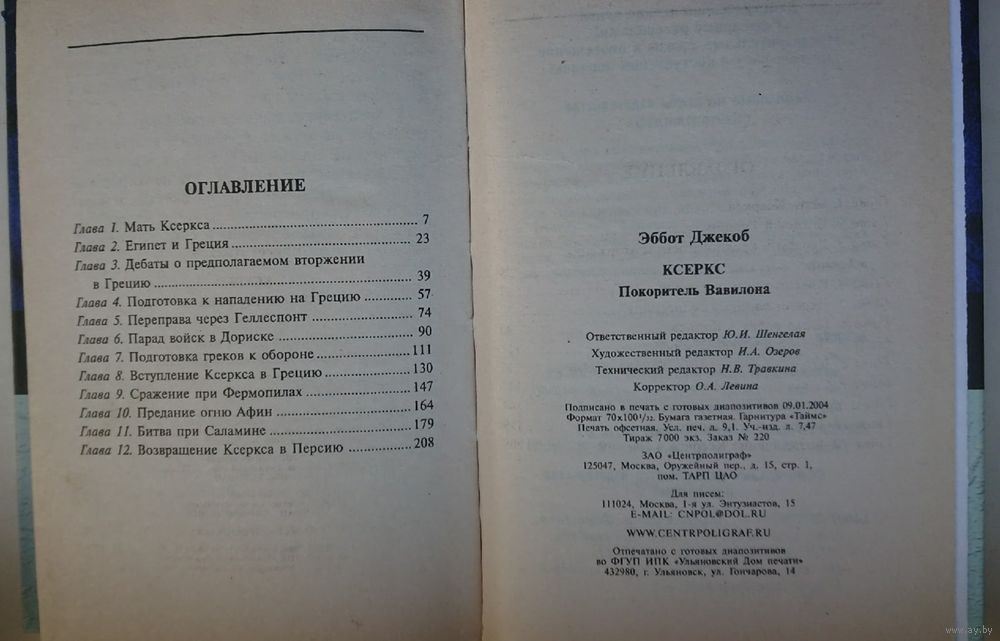 ОГЛАВЛЕНИЕ
Глава 1. Мать Ксеркса 7
Глава 2. Египет и Греция 23
Глава 3. Дебаты о предполагаемом вторжении
в Грецию 39
Глава 4. Подготовка к нападению на Грецию 57
Глава 5. Переправа через Геллеспонт 74
Глава 6. Парад войск в Дориске 90
Глава 7. Подготовка греков к обороне 111
Глава 8. Вступление Ксеркса в Грецию 130
Глава 9. Сражение при Фермопилах 147
Глава 10. Предание огню Афин 164
Глава 11. Битва при Саламине 179
Глава 12. Возвращение Ксеркса в Персию 208
Эббот Джекоб
КСЕРКС
Покоритель Вавилона
Ответственный редактор Ю.И. Шенгелая
Художественный редактор И.А. Озеров
Технический редактор Н.В. Травкина
Корректор О.А. Левина
Подписано в печать с готовых диапозитивов 09.01.2004
Формат 70х100 1/32. Бумага газетная. Гарнитура «Таймс»
Печать офсетная. Усл. печ. л. 9,1. Уч.-изд. л. 7,47
Тираж 7000 экз. Заказ № 220
ЗАО «Центрполиграф»
125047, Москва, Оружейный пер., д. 15, стр. 1,
пом. ТАРП ЦАО
Для писем:
111024, Москва, 1-я ул. Энтузиастов, 15
E-MAIL: CNPOL@DOL.RU
WWW.CENTRPOLIGRAF.RU
Отпечатано с готовых диапозитивов
во ФГУП ИПК «Ульяновский Дом печати»
432980, г. Ульяновск, ул. Гончарова, 14
www.ay.by